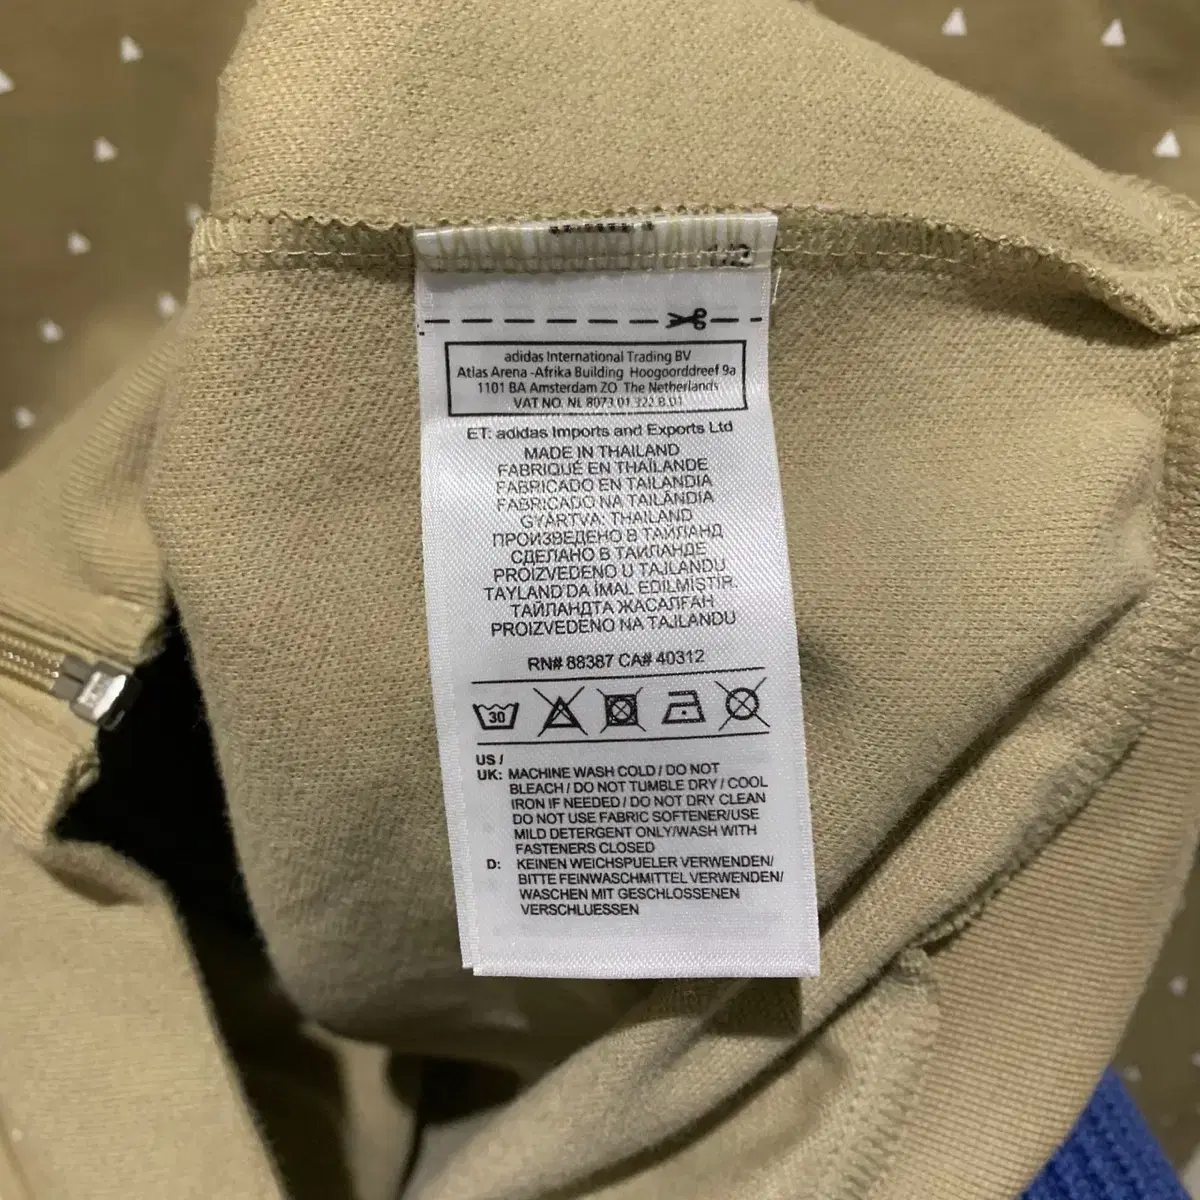 1/2
adidas International Trading BV
Atlas Arena -Afrika Building Hoogoorddreef 9a
1101 BA Amsterdam ZO The Netherlands
VAT NO. NL 8073.01.322.B.01
ET: adidas Imports and Exports Ltd
MADE IN THAILAND
FABRIQUÉ EN THAÏLANDE
FABRICADO EN TAILANDIA
FABRICADO NA TAILÂNDIA
GYÁRTVA: THAILAND
ПРОИЗВЕДЕНО В ТАЙЛАНД
СДЕЛАНО В ТАИЛАНДЕ
PROIZVEDENO U TAJLANDU
TAYLAND'DA İMAL EDİLMİŞTİR.
ТАЙЛАНДТА ЖАСАЛҒАН
PROIZVEDENO NA TAJLANDU
RN# 88387 CA# 40312
30
US /
UK: MACHINE WASH COLD / DO NOT
BLEACH / DO NOT TUMBLE DRY / COOL
IRON IF NEEDED / DO NOT DRY CLEAN
DO NOT USE FABRIC SOFTENER/USE
MILD DETERGENT ONLY/WASH WITH
FASTENERS CLOSED
D: KEINEN WEICHSPUELER VERWENDEN/
BITTE FEINWASCHMITTEL VERWENDEN/
WASCHEN MIT GESCHLOSSENEN
VERSCHLUESSEN